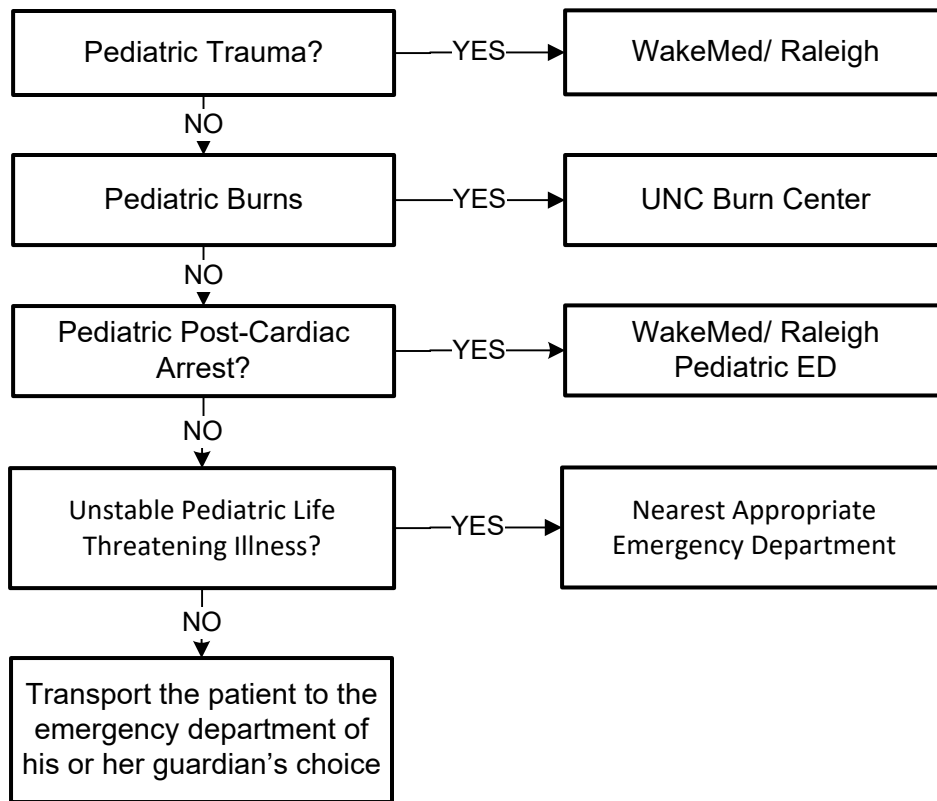 Pediatric Trauma?
YES
WakeMed/ Raleigh
NO
Pediatric Burns
YES
UNC Burn Center
NO
Pediatric Post-Cardiac
Arrest?
YES
WakeMed/ Raleigh
Pediatric ED
NO
Unstable Pediatric Life
Threatening Illness?
YES
Nearest Appropriate
Emergency Department
NO
Transport the patient to the
emergency department of
his or her guardian’s choice